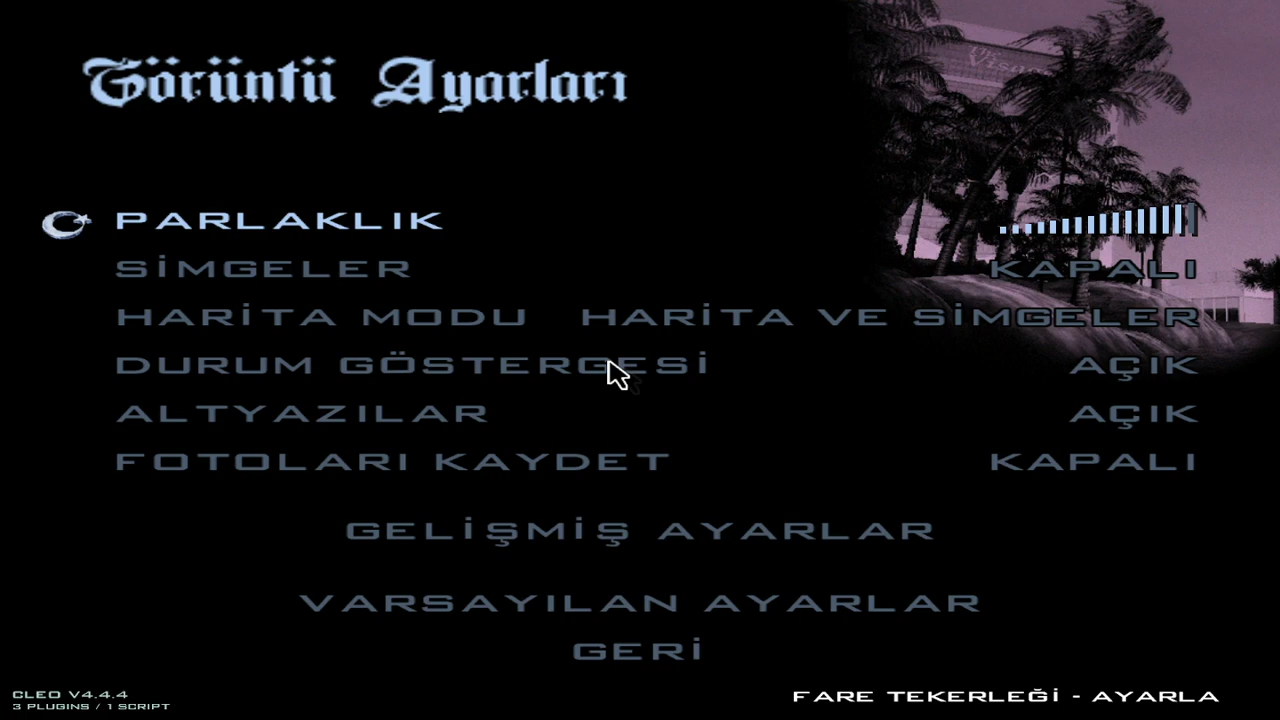 Görüntü Ayarları
PARLAKLIK
SİMGELER KAPALI
HARİTA MODU HARİTA VE SİMGELER
DURUM GÖSTERGESİ AÇIK
ALTYAZILAR AÇIK
FOTOLARI KAYDET KAPALI
GELİŞMİŞ AYARLAR
VARSAYILAN AYARLAR
GERİ
CLEO V4.4.4
3 PLUGINS / 1 SCRIPT
FARE TEKERLEĞİ - AYARLA